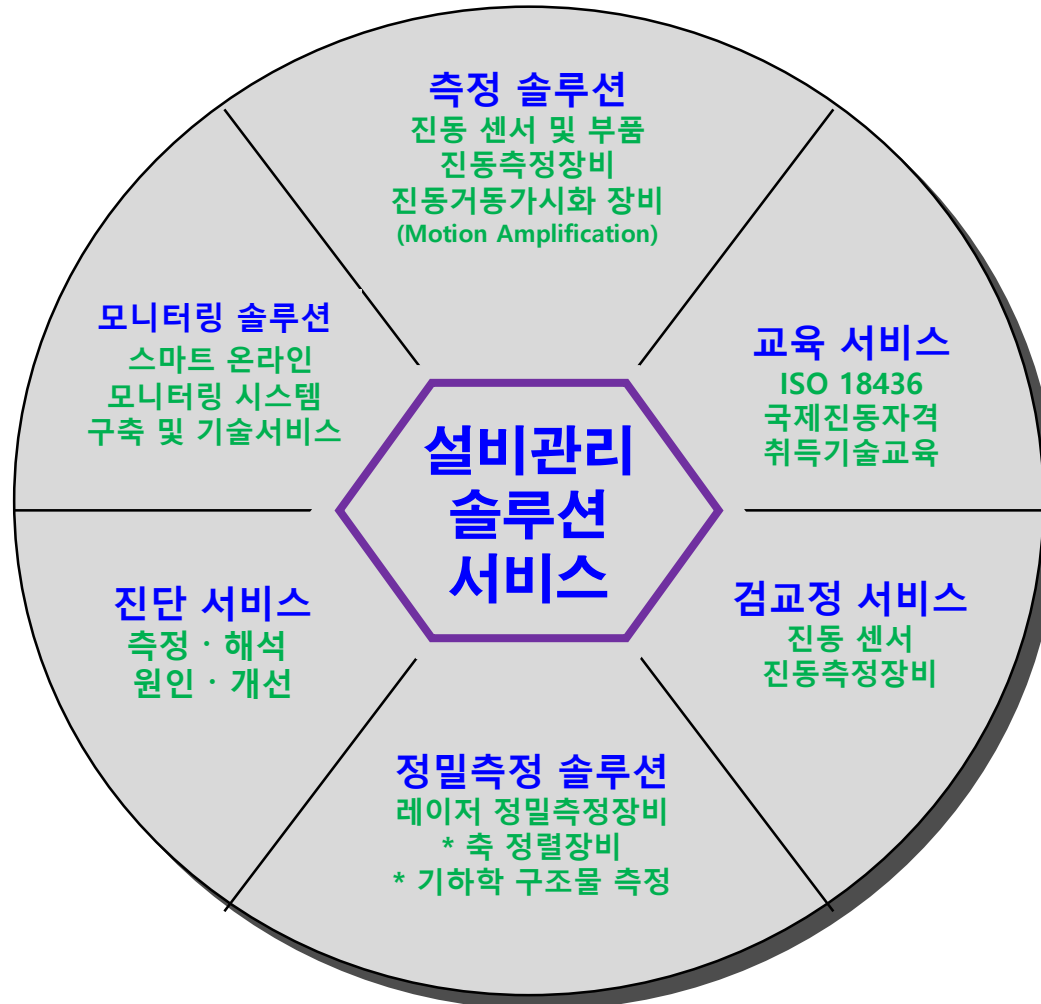 측정 솔루션
진동 센서 및 부품
진동측정장비
진동거동가시화 장비
(Motion Amplification)
모니터링 솔루션
스마트 온라인
모니터링 시스템
구축 및 기술서비스
교육 서비스
ISO 18436
국제진동자격
취득기술교육
설비관리
솔루션
서비스
진단 서비스
측정 · 해석
원인 · 개선
검교정 서비스
진동 센서
진동측정장비
정밀측정 솔루션
레이저 정밀측정장비
* 축 정렬장비
* 기하학 구조물 측정